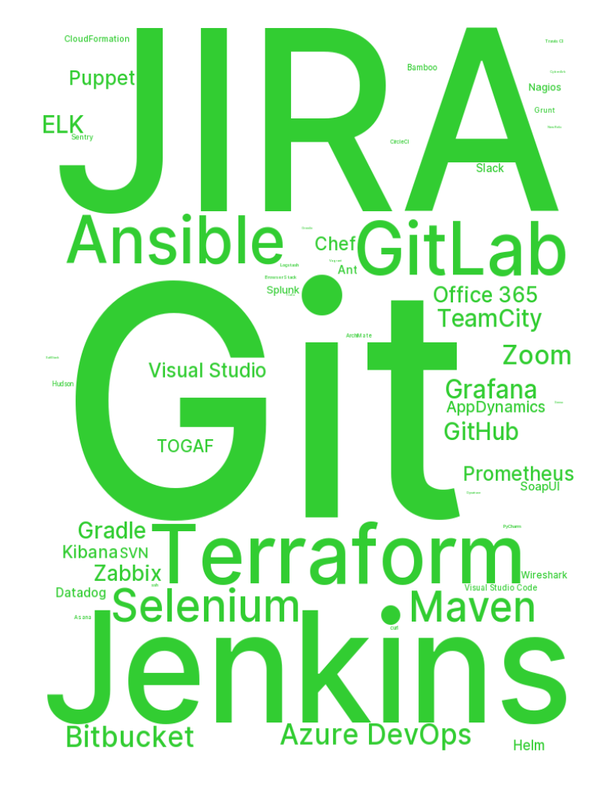 JIRA
CloudFormation
Puppet
ELK
Sentry
Bamboo
CircleCI
Travis CI
Nagios
Grunt
Slack
Ansible
Chef
GitLab
Ant
Logstash
Splunk
Office 365
TeamCity
Git
ArchiMate
Zoom
Visual Studio
Hudson
Grafana
AppDynamics
GitHub
TOGAF
Prometheus
SoapUI
Gradle
Terraform
PyCharm
Kibana
SVN
Zabbix
Wireshark
Datadog
Visual Studio Code
Selenium
Maven
Asana
Jenkins
Bitbucket
Azure DevOps
Helm